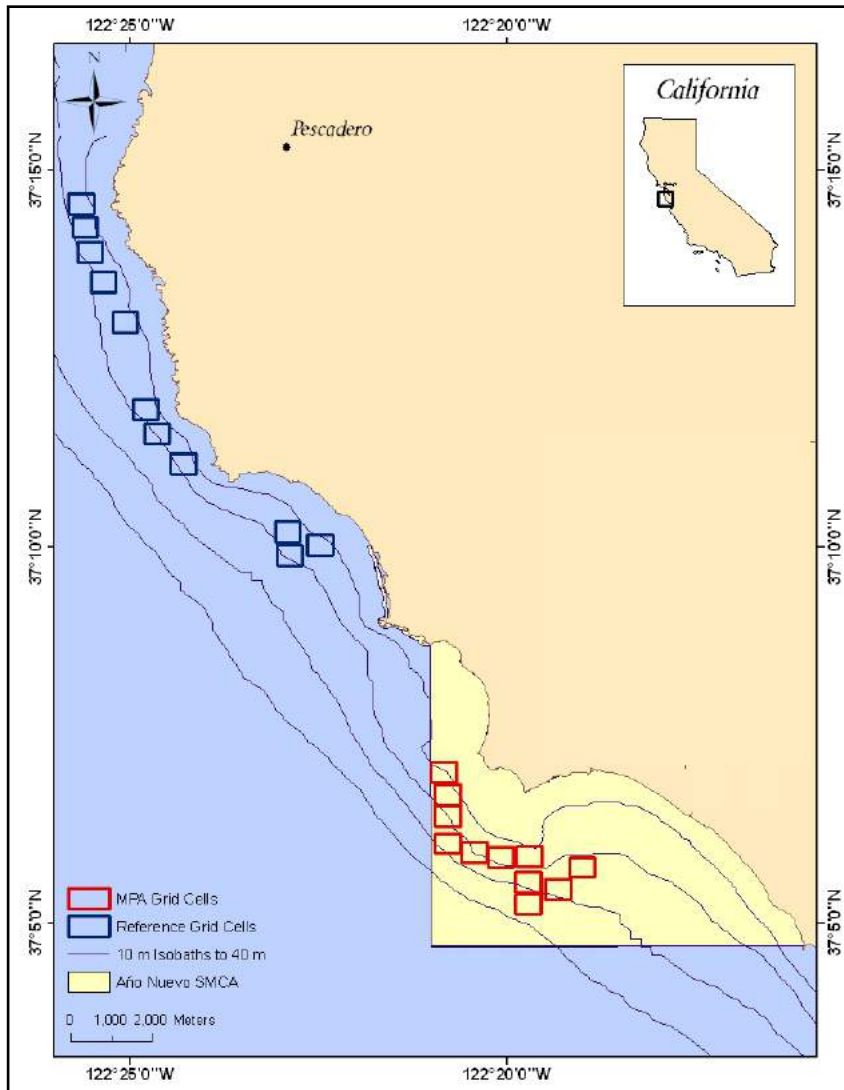 122°25'0"W
122°20'0"W
N
Pescadero
California
37°15'0"N
37°15'0"N
37°10'0"N
37°10'0"N
37°5'0"N
37°5'0"N
MPA Grid Cells
Reference Grid Cells
10 m Isobaths to 40 m
Año Nuevo SMCA
0 1,000 2,000 Meters
122°25'0"W
122°20'0"W